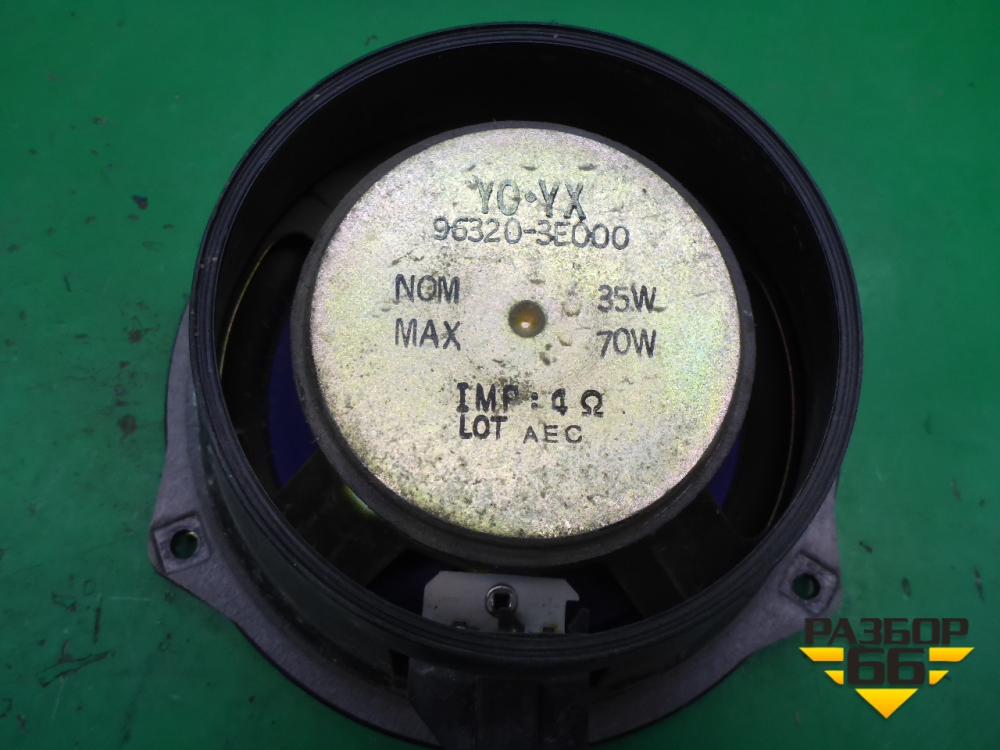 YG·YX
96320-3E000
NOM 35W
MAX 70W
IMP : 4 Ω
LOT AEC
РАЗБОР
66